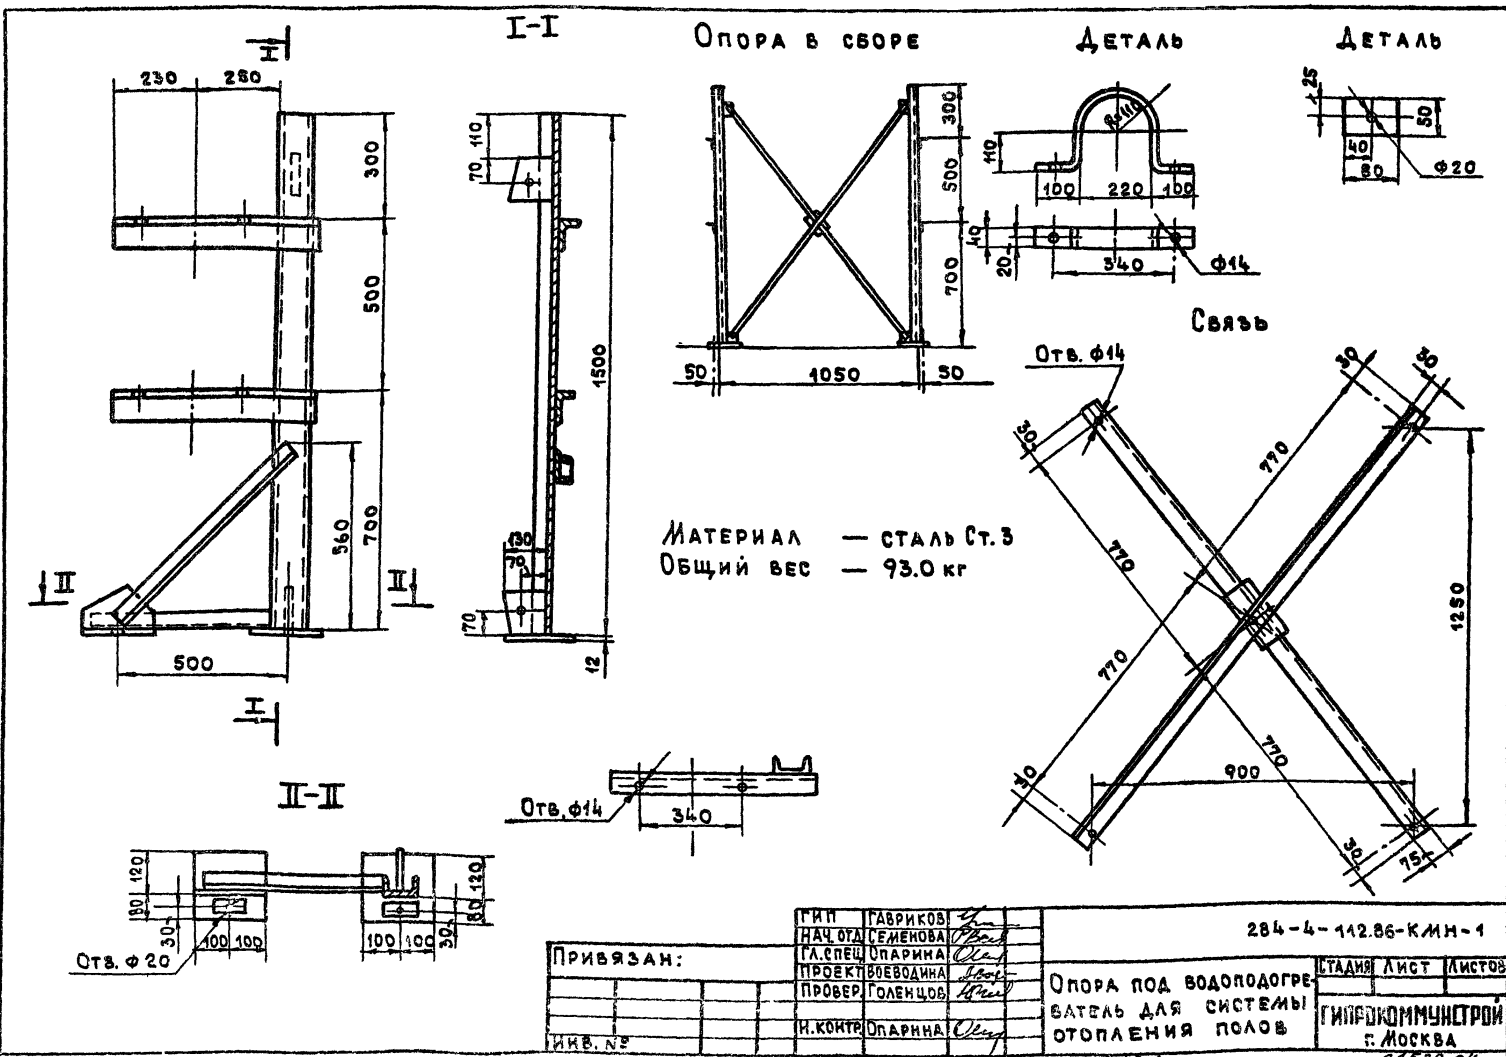 I-I
Опора в сборе
Деталь
Деталь
I
230
260
300
500
700
560
II
II
500
I
110
70
1500
130
70
70
12
300
500
700
50
1050
50
R=110
110
100
220
100
40
20
340
ф14
25
50
40
80
ф20
Связь
Отв. ф14
30
30
30
770
770
770
770
1250
900
30
30
75
Материал — сталь Ст.3
Общий вес — 93.0 кг
II-II
120
80
30
100 100
Отв. ф 20
100 100
120
80
30
Отв. ф14
340
Привязан:
Инв. №
ГИП Гавриков
Нач. отд Семенова
Гл. спец Опарина
Проект Воеводина
Провер Голенцов
Н.контр Опарина
284-4-112.86-КМН-1
Опора под водоподогре-
ватель для системы
отопления полов
Стадия Лист Листов
ГИПРОКОММУНСТРОЙ
г. Москва